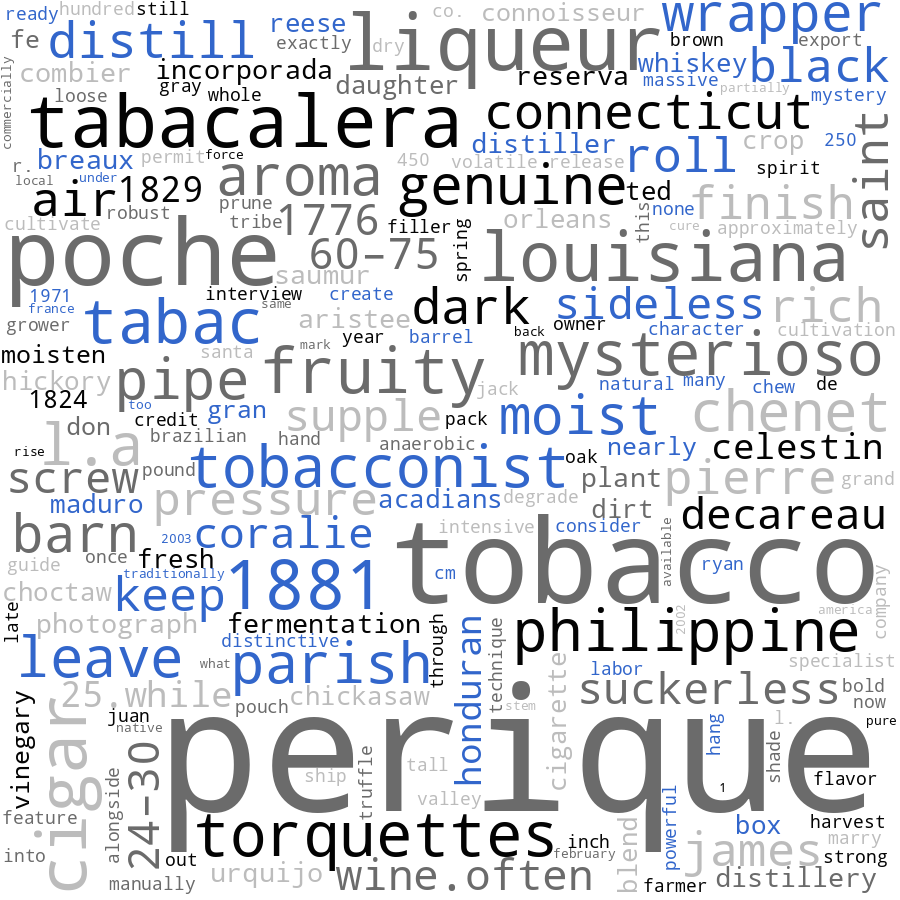 ready hundred still
reese
co. connoisseur
wrapper
fe distill
exactly dry
liqueur
brown export
combier incorporada
daughter reserva
whiskey black
massive partially
commercially
loose gray whole
mystery
tabacalera connecticut
saint
distiller crop 250
r. breaux permit force
450 volatile release roll spirit
local under
air 1829 aroma genuine ted
prune
robust tribe 1776 filler
orleans this none finish
cultivate
cure approximately
poche 60-75 spring louisiana
saumur
1971 interview create
france same
dark sideless rich
grower tabac aristee
back owner character cultivation
moisten santa mark year barrel
mysterioso
hickory pipe fruity jack
natural many chew de
1824 too
credit gran supple pack moist chenet
don
brazilian hand anaerobic nearly celestin
rise l.a
screw pound tobacconist oak plant pierre grand
maduro pressure acadians degrade
dirt decareau
barn 2003 coralie intensive consider
once fresh available
guide
tobacco ryan
choctaw traditionally keep 1881 cm
company
late photograph fermentation
through 2002 america
distinctive technique philippine
leave what parish honduran
labor specialist
cigarette suckerless bold
25.while chickasaw
vinegary pouch stem now
cigar juan
native perique
l. pure
hang
shade
truffle ship tall
flavor
alongside 24-30
1
valley
feature
torquettes
powerful box harvest
into out inch
february
blend james marry
strong
manually urquijo wine.often
farmer distillery